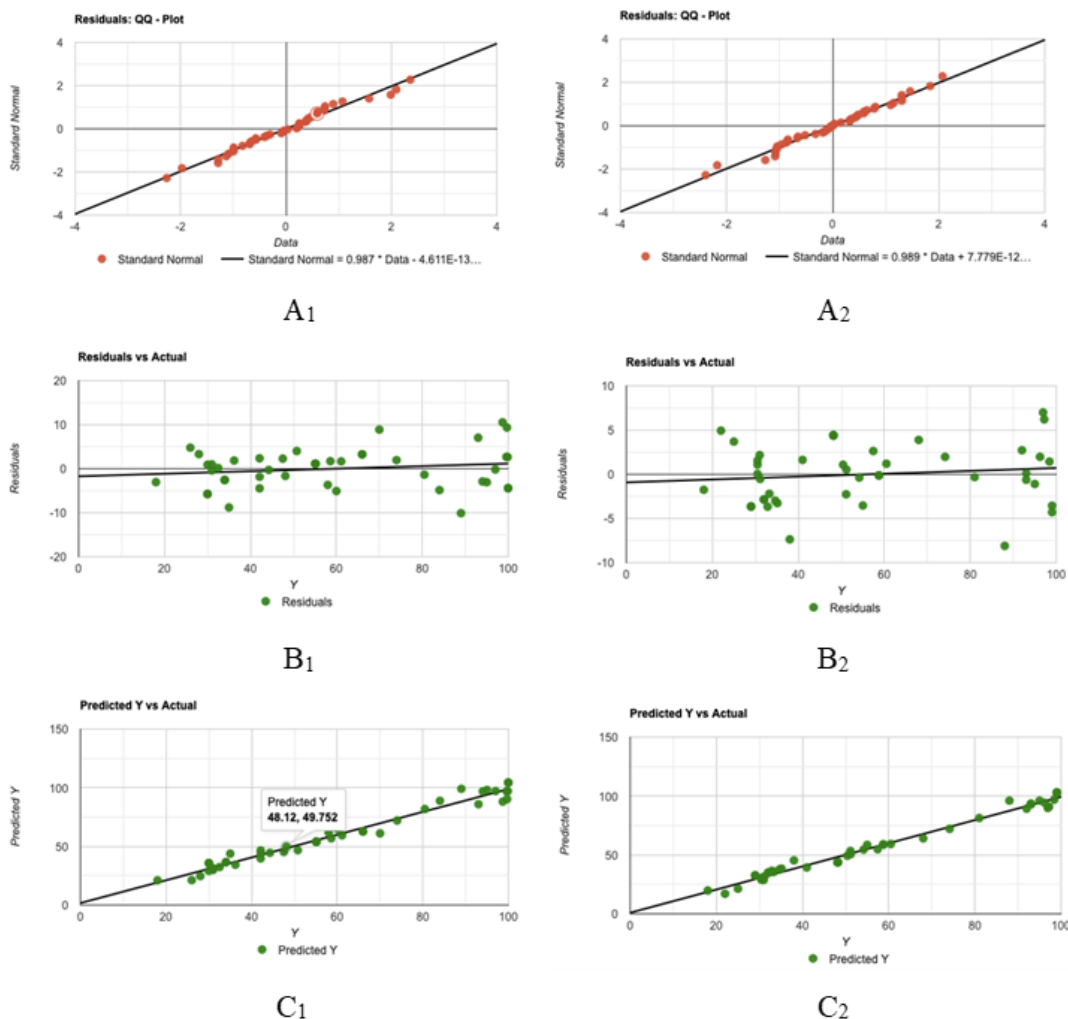 Residuals: QQ - Plot
4
2
0
-2
-4
-4
-2
0
2
4
Standard Normal
Data
Standard Normal
Standard Normal = 0.987 * Data - 4.611E-13...
A1
Residuals: QQ - Plot
4
2
0
-2
-4
-4
-2
0
2
4
Standard Normal
Data
Standard Normal
Standard Normal = 0.989 * Data + 7.779E-12...
A2
Residuals vs Actual
20
10
0
-10
-20
0
20
40
60
80
100
Residuals
Y
Residuals
B1
Residuals vs Actual
10
5
0
-5
-10
0
20
40
60
80
100
Residuals
Y
Residuals
B2
Predicted Y vs Actual
150
100
50
0
0
20
40
60
80
100
Predicted Y
Predicted Y
48.12, 49.752
Y
Predicted Y
C1
Predicted Y vs Actual
150
100
50
0
0
20
40
60
80
100
Predicted Y
Y
Predicted Y
C2